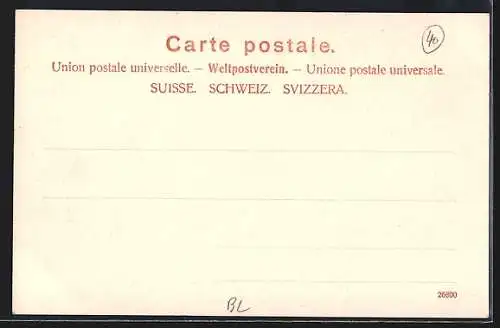 Carte postale.
40
Union postale universelle. — Weltpostverein. — Unione postale universale.
SUISSE. SCHWEIZ. SVIZZERA.
26800
BL